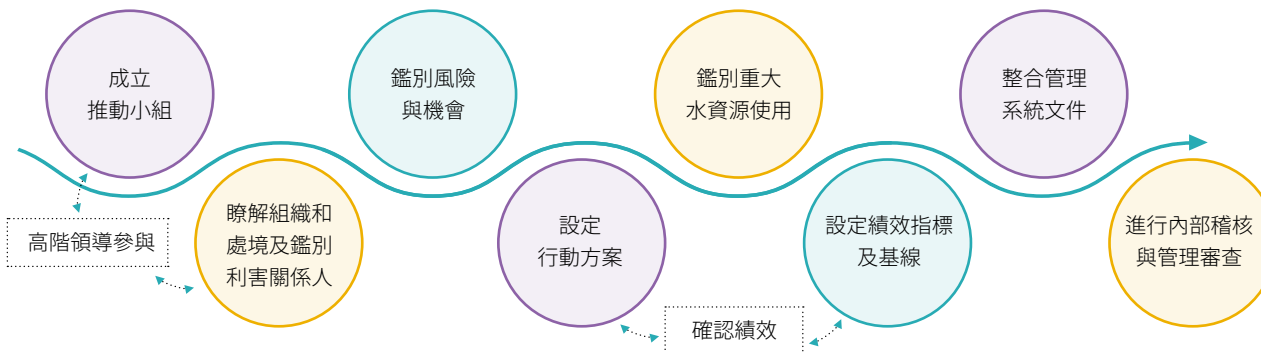 成立
推動小組
高階領導參與
瞭解組織和
處境及鑑別
利害關係人
鑑別風險
與機會
設定
行動方案
確認績效
鑑別重大
水資源使用
設定績效指標
及基線
整合管理
系統文件
進行內部稽核
與管理審查